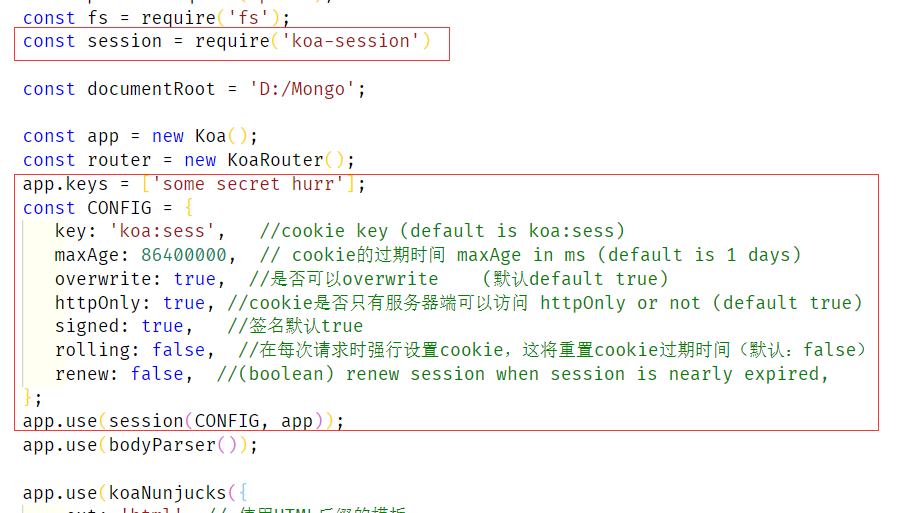 const fs = require('fs');
const session = require('koa-session')
const documentRoot = 'D:/Mongo';
const app = new Koa();
const router = new KoaRouter();
app.keys = ['some secret hurr'];
const CONFIG = {
key: 'koa:sess', //cookie key (default is koa:sess)
maxAge: 86400000, // cookie的过期时间 maxAge in ms (default is 1 days)
overwrite: true, //是否可以overwrite (默认default true)
httpOnly: true, //cookie是否只有服务器端可以访问 httpOnly or not (default true)
signed: true, //签名默认true
rolling: false, //在每次请求时强行设置cookie，这将重置cookie过期时间（默认：false）
renew: false, //(boolean) renew session when session is nearly expired,
};
app.use(session(CONFIG, app));
app.use(bodyParser());
app.use(koaNunjucks({